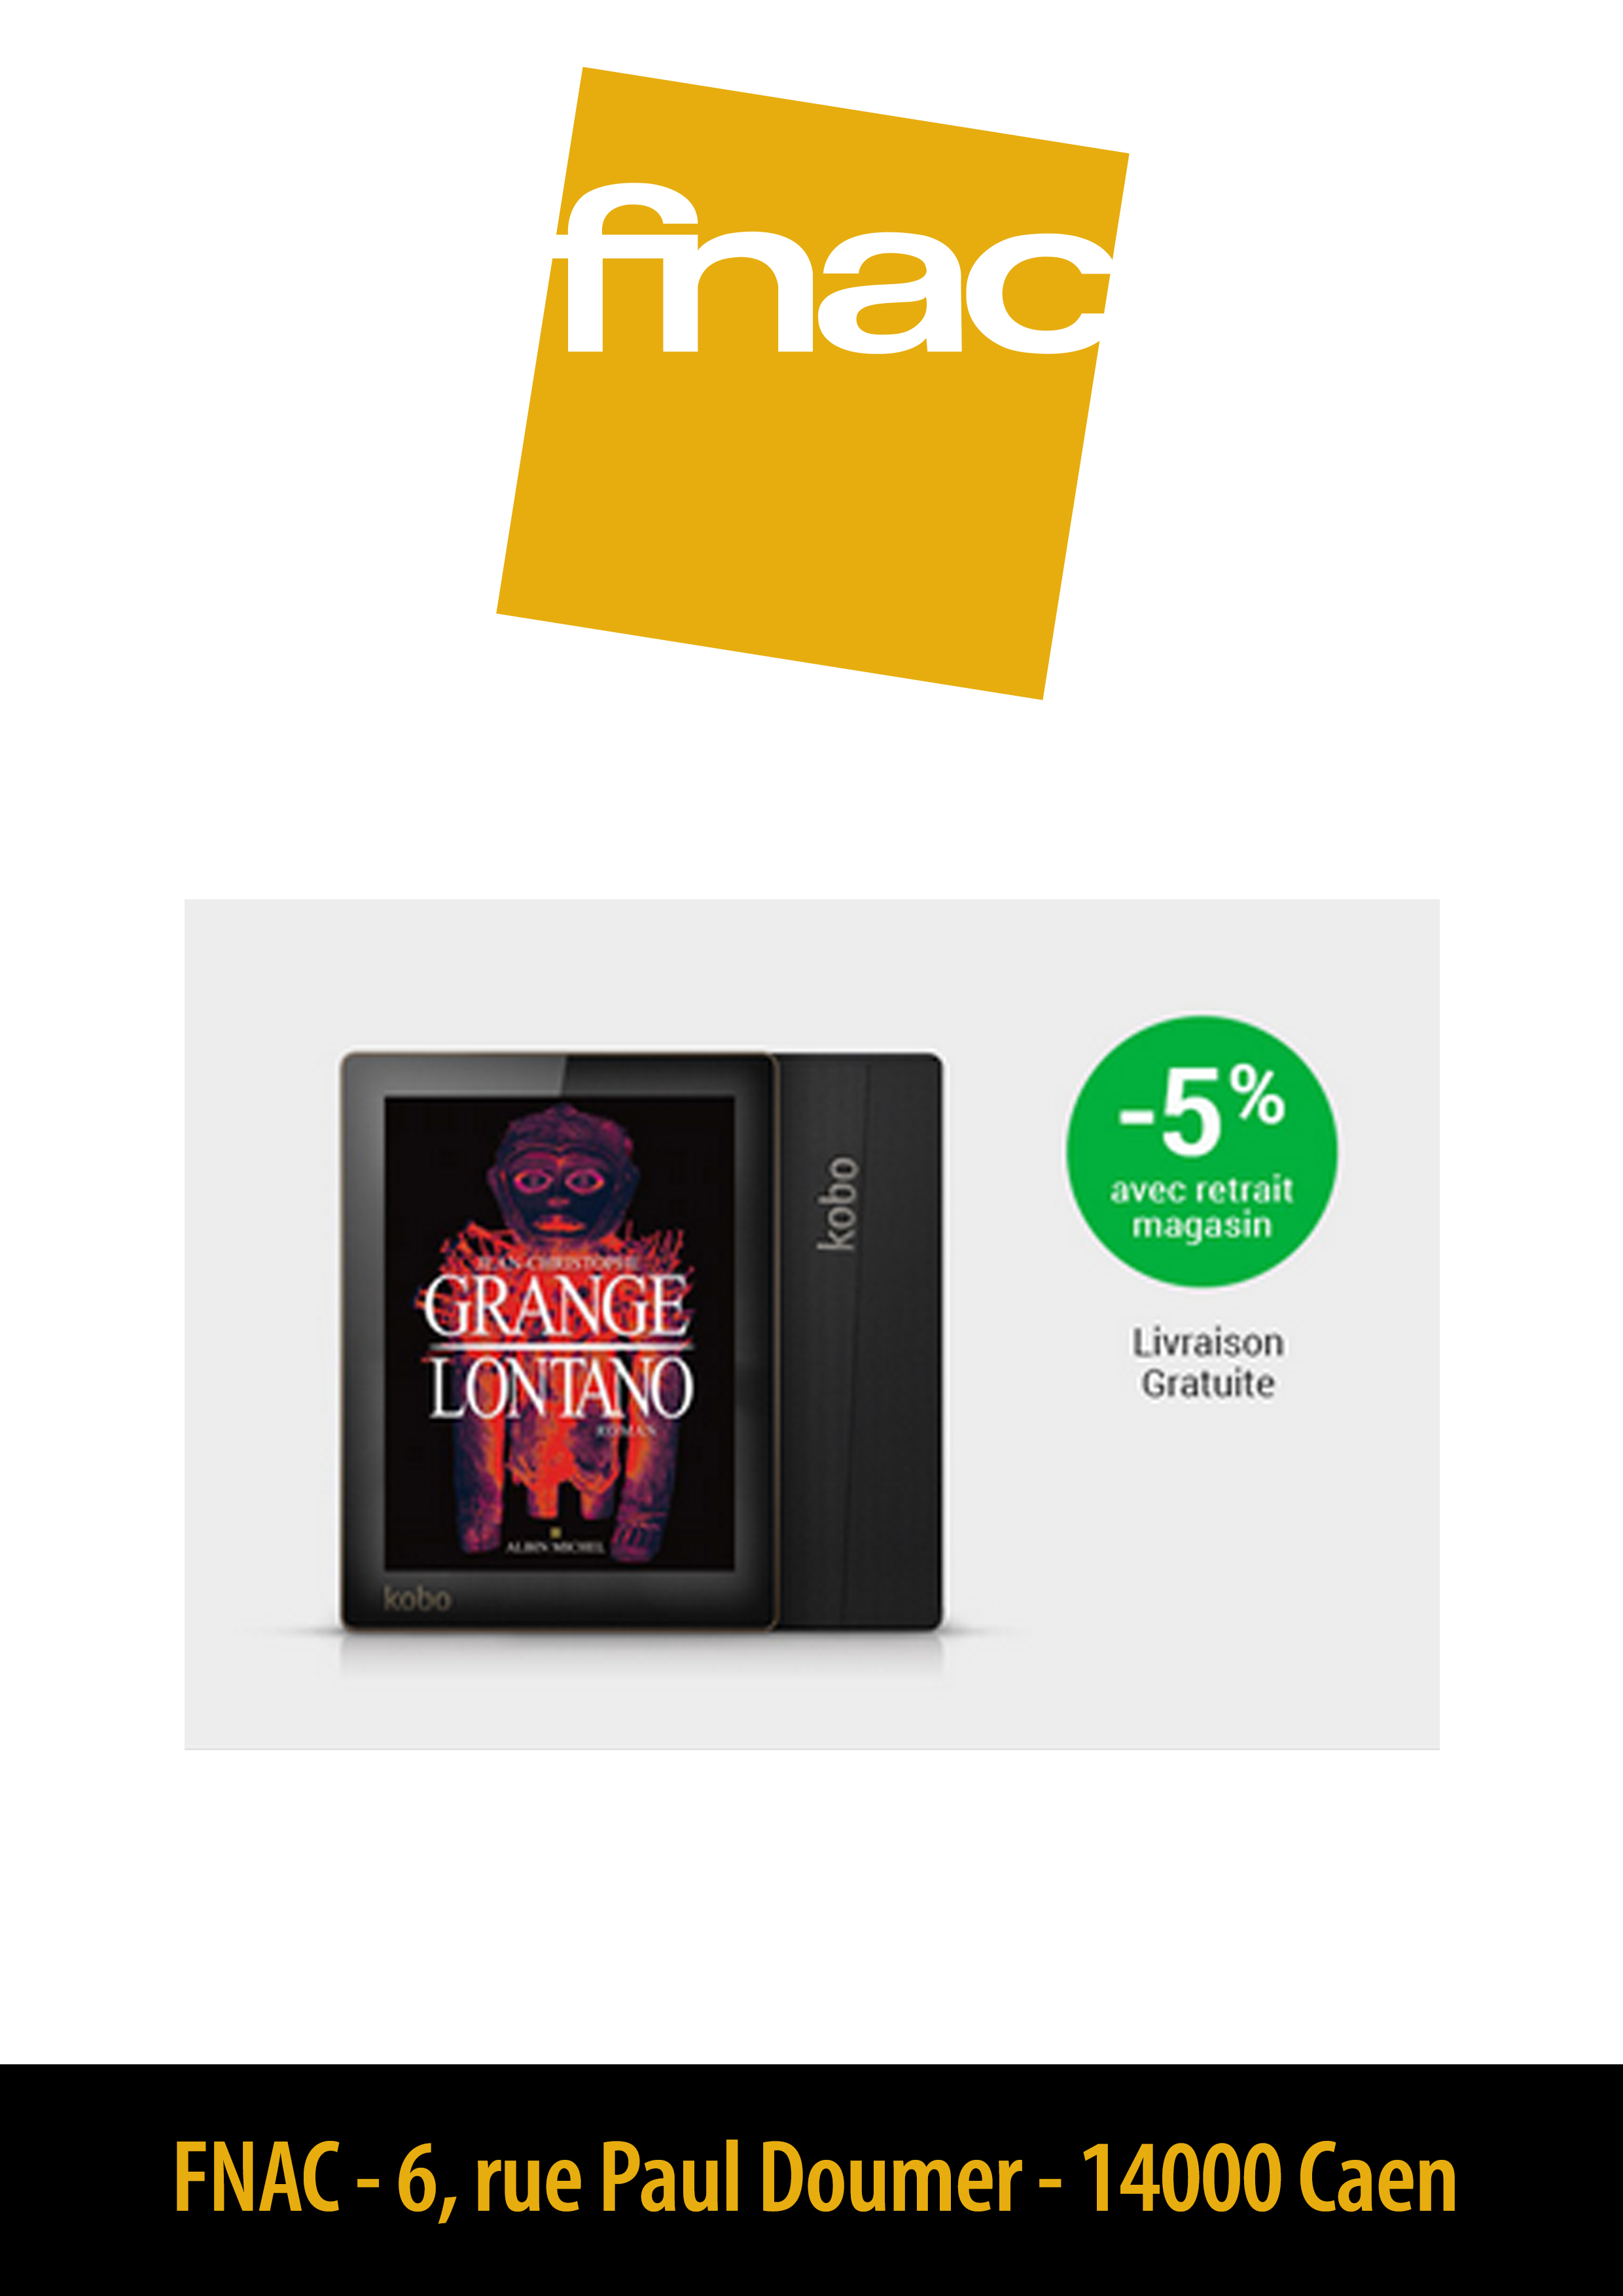 fnac
-5%
avec retrait
magasin
Livraison
Gratuite
kobo
JEAN-CHRISTOPHE
GRANGE
LONTANO
ROMAN
ALBIN MICHEL
kobo
FNAC - 6, rue Paul Doumer - 14000 Caen